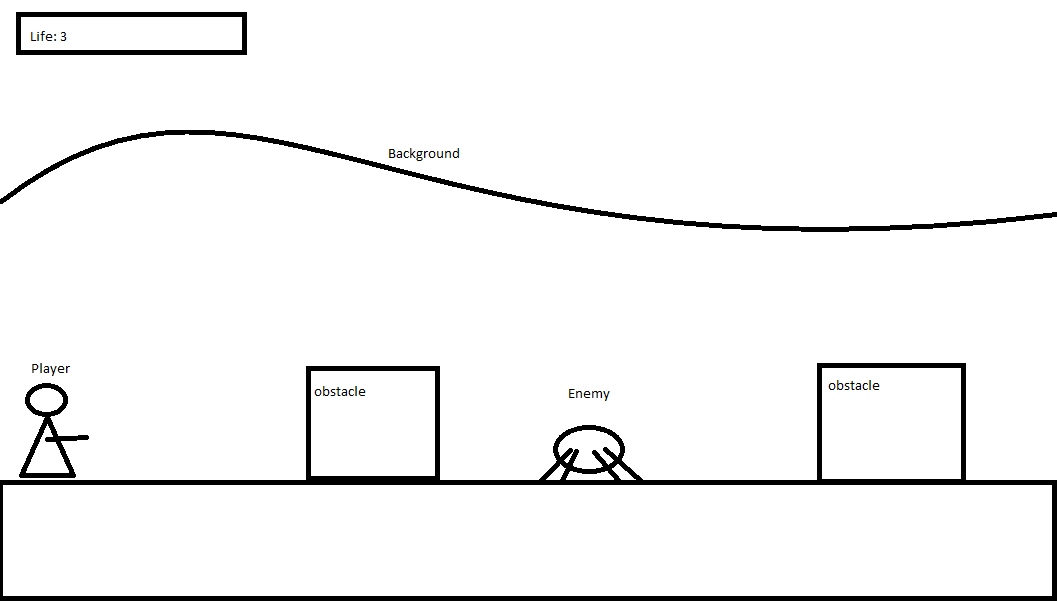 Life: 3
Background
Player
obstacle
Enemy
obstacle